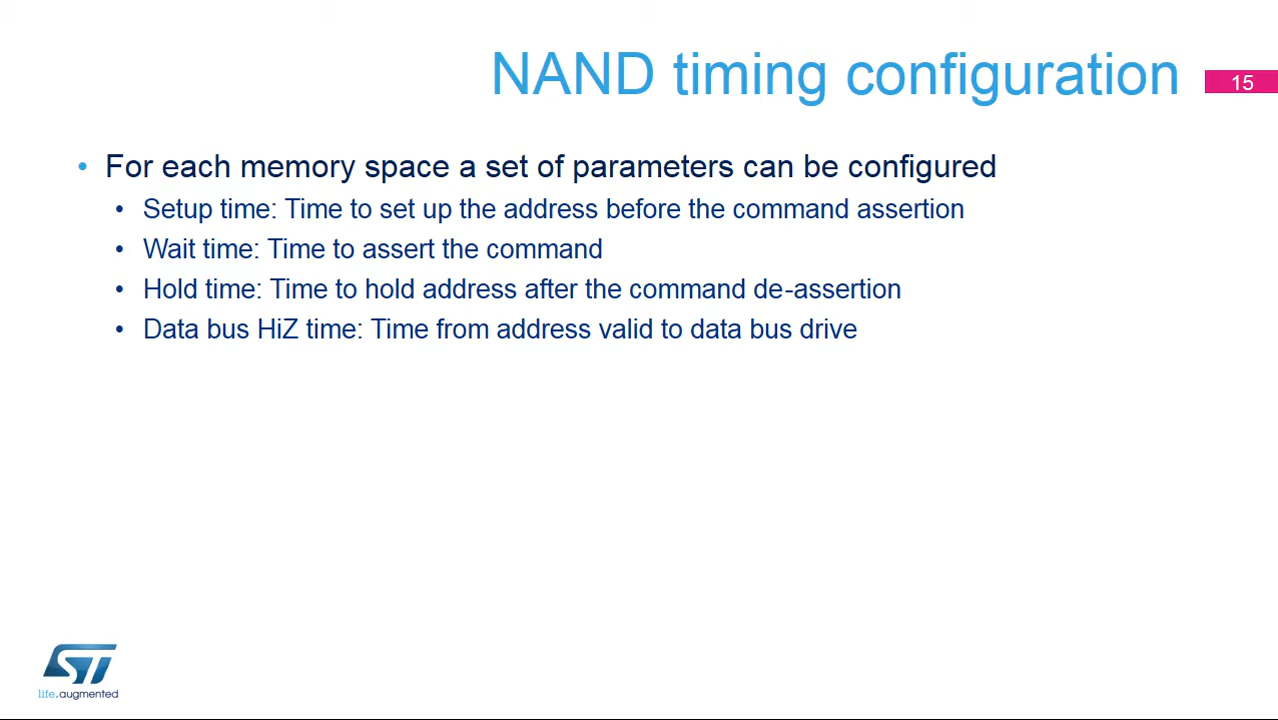 NAND timing configuration
15
• For each memory space a set of parameters can be configured
• Setup time: Time to set up the address before the command assertion
• Wait time: Time to assert the command
• Hold time: Time to hold address after the command de-assertion
• Data bus HiZ time: Time from address valid to data bus drive
ST
life.augmented